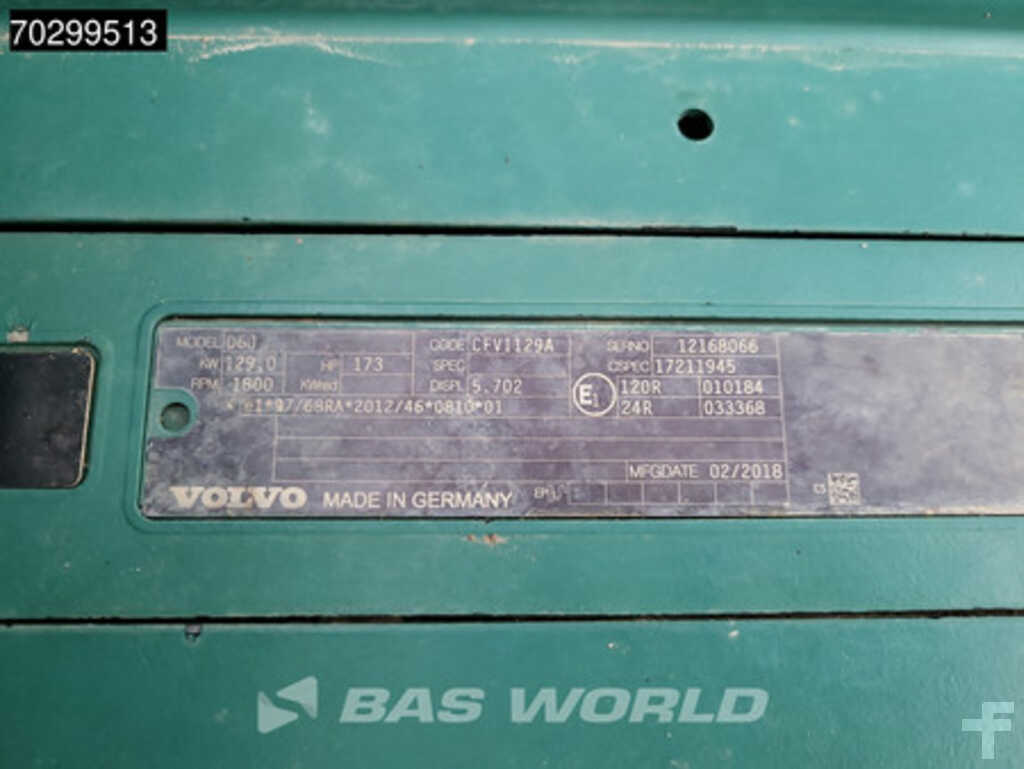 70299513
MODEL D6J CODE CFV1129A SERNO 12168066
KW 129,0 HP 173 SPEC CSPEC 17211945
RPM 1800 KWred DISPL 5.702 E1 120R 010184
*e1*97/68RA*2012/46*0810*01 24R 033368
MFGDATE 02/2018
VOLVO MADE IN GERMANY
BAS WORLD